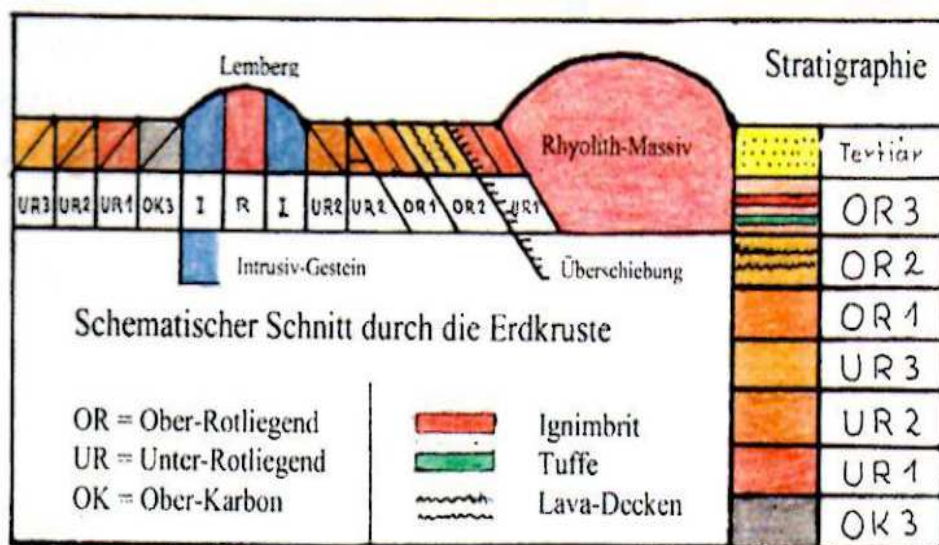 Lemberg
Stratigraphie
Rhyolith-Massiv
UR3 UR2 UR1 OK3 I R I UR2 UR2 OR1 OR2 UR1
Intrusiv-Gestein
Überschiebung
Schematischer Schnitt durch die Erdkruste
OR = Ober-Rotliegend
UR = Unter-Rotliegend
OK = Ober-Karbon
Ignimbrit
Tuffe
Lava-Decken
Tertiär
OR3
OR2
OR1
UR3
UR2
UR1
OK3